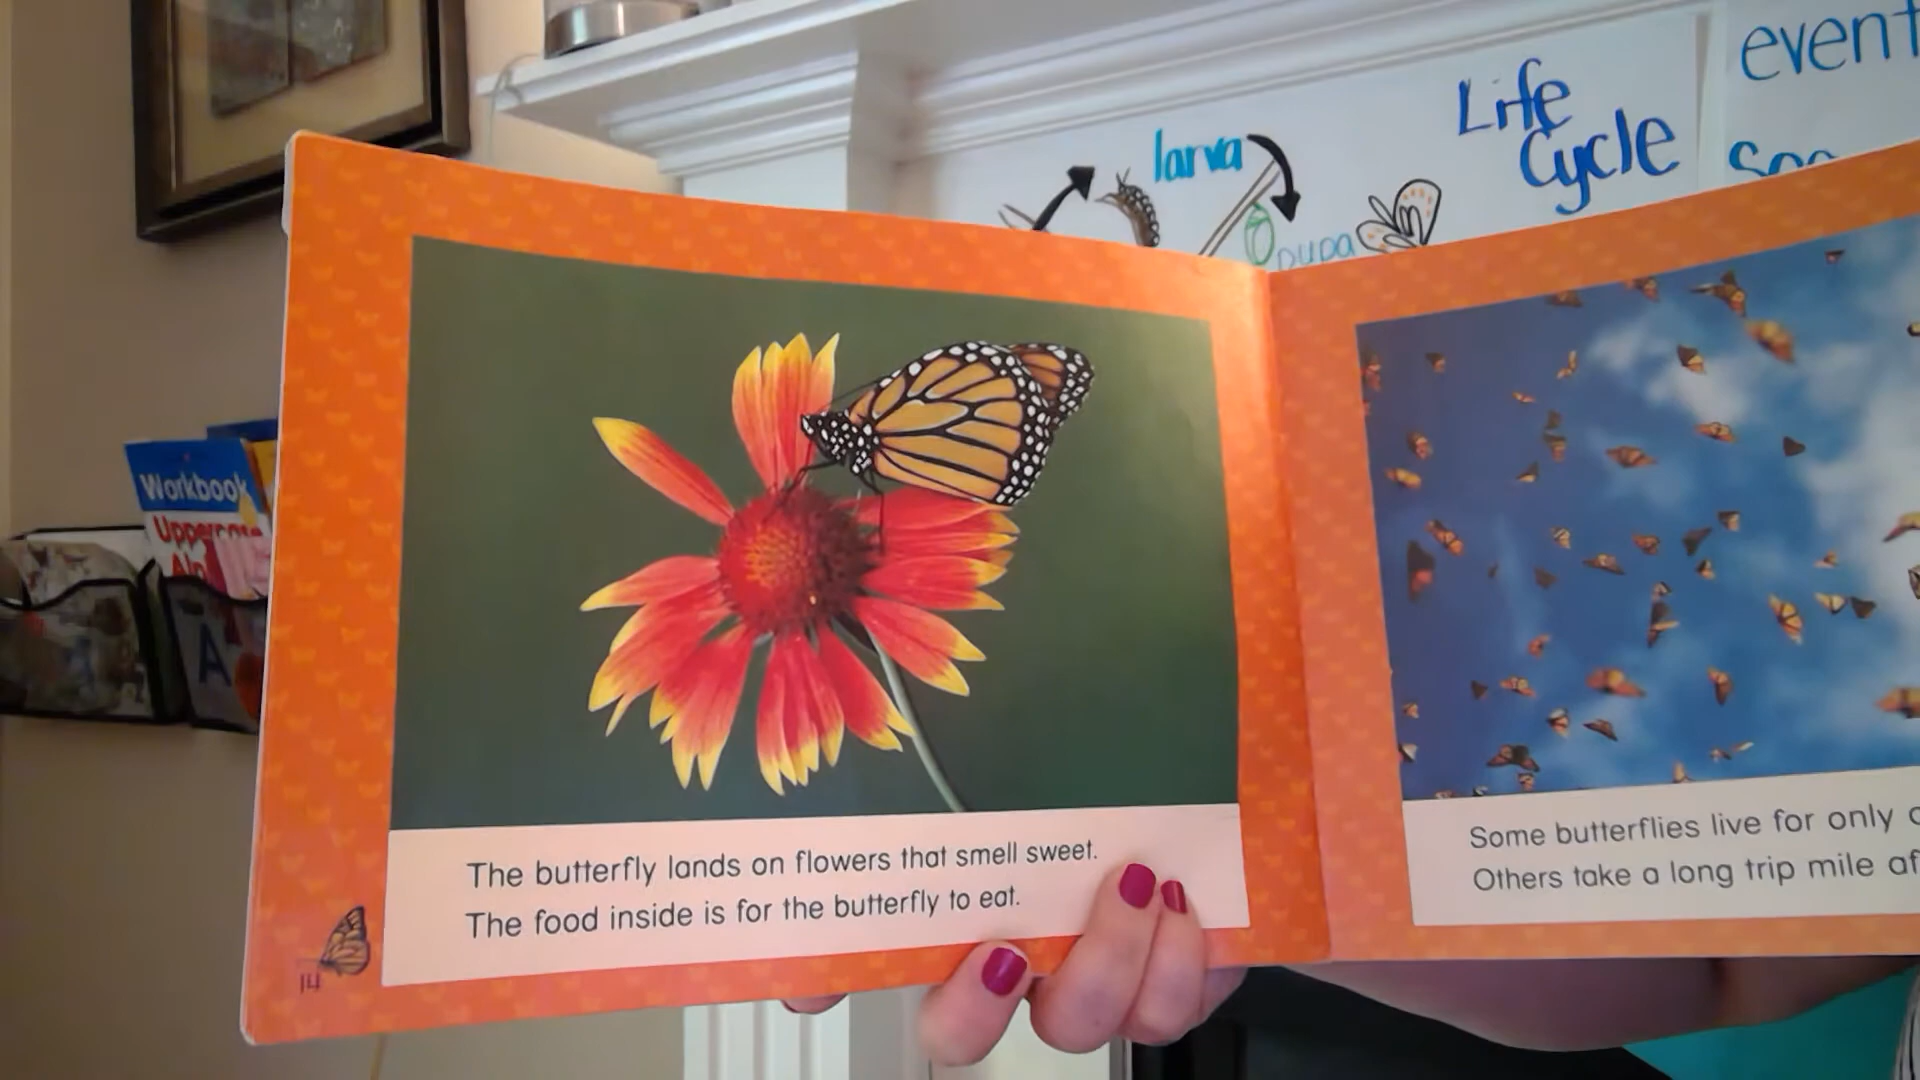 event
Life
Cycle
larva
pupa
Workbook
Uppercase
A
The butterfly lands on flowers that smell sweet.
The food inside is for the butterfly to eat.
14
Some butterflies live for only
Others take a long trip mile